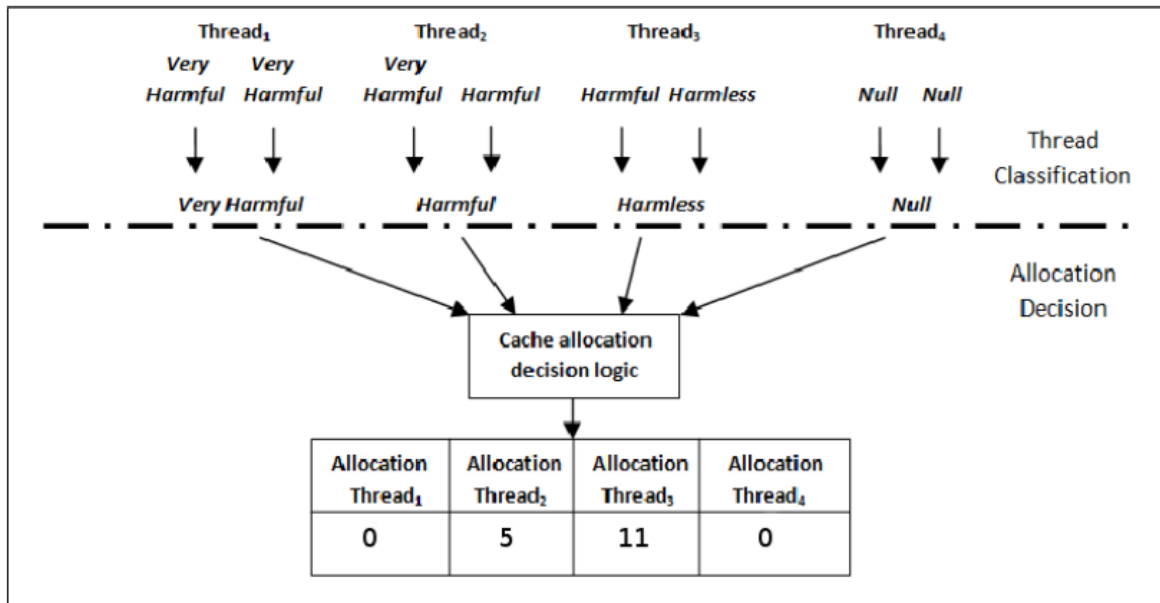 Thread₁ Thread₂ Thread₃ Thread₄
Very Very Very
Harmful Harmful Harmful Harmful Harmful Harmless Null Null
Thread
Classification
Very Harmful Harmful Harmless Null
Allocation
Decision
Cache allocation
decision logic
Allocation Allocation Allocation Allocation
Thread₁ Thread₂ Thread₃ Thread₄
0 5 11 0